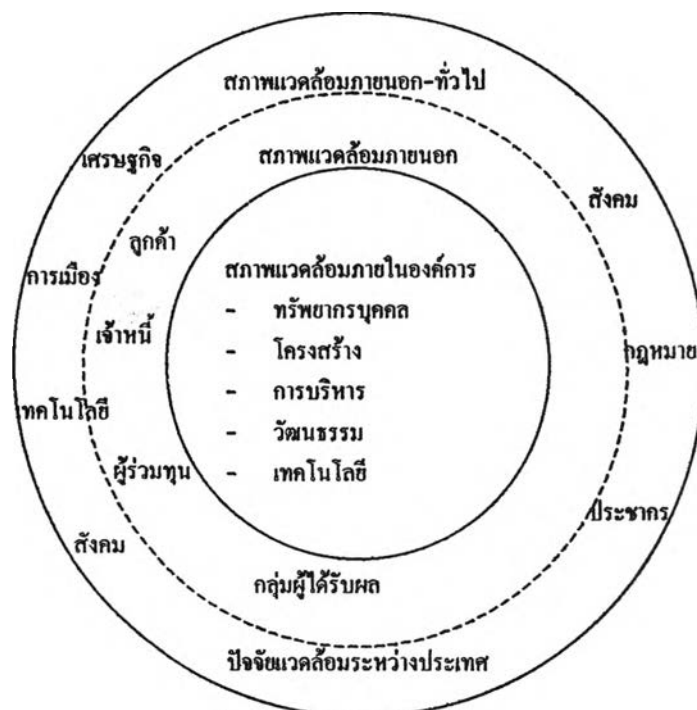 สภาพแวดล้อมภายนอก-ทั่วไป
สภาพแวดล้อมภายนอก
เศรษฐกิจ
สังคม
ลูกค้า
สภาพแวดล้อมภายในองค์การ
การเมือง
- ทรัพยากรบุคคล
เจ้าหนี้
- โครงสร้าง
กฎหมาย
- การบริหาร
เทคโนโลยี
- วัฒนธรรม
ผู้ร่วมทุน
- เทคโนโลยี
ประชากร
สังคม
กลุ่มผู้ได้รับผล
ปัจจัยแวดล้อมระหว่างประเทศ